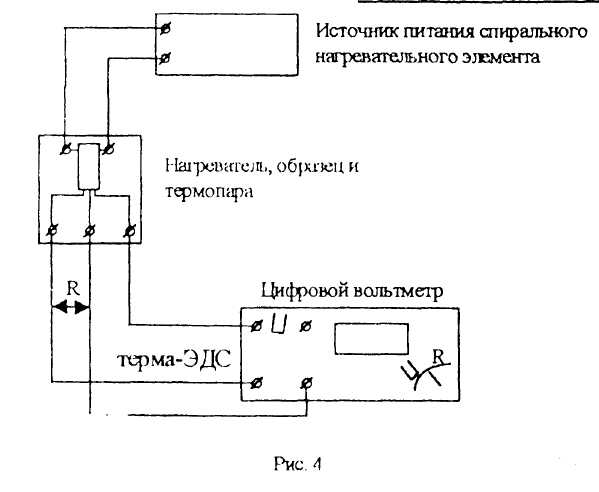 Источник питания спирального
нагревательного элемента
Нагреватель, образец и
термопара
R
Цифровой вольтметр
U
терма-ЭДС
U
R
Рис. 4